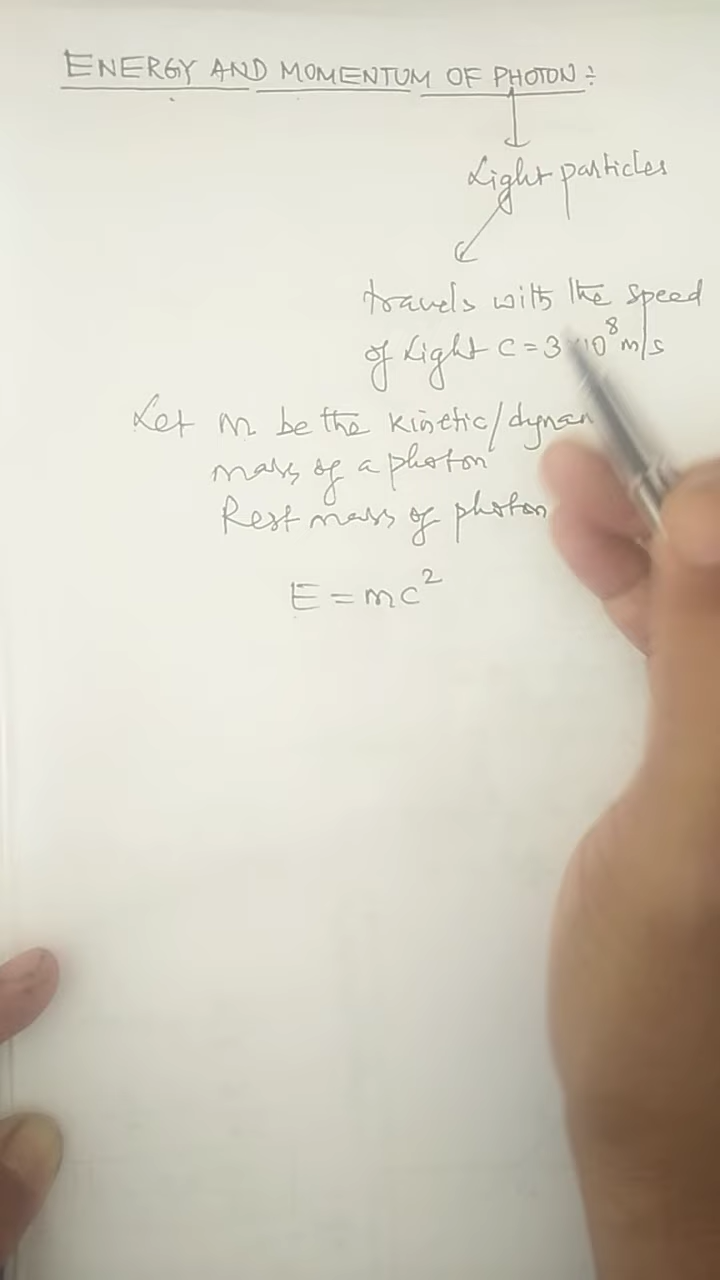 ENERGY AND MOMENTUM OF PHOTON :
Light particles
travels with the speed
of Light C = 3 × 10⁸ m/s
Let m be the kinetic/
mass of a photon
Rest mass of photon
E = mc²